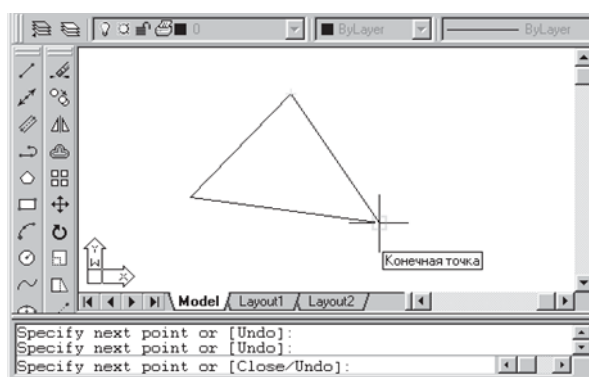 0 ByLayer ByLayer
Конечная точка
Y
W
X
Model Layout1 Layout2
Specify next point or [Undo]:
Specify next point or [Undo]:
Specify next point or [Close/Undo]: